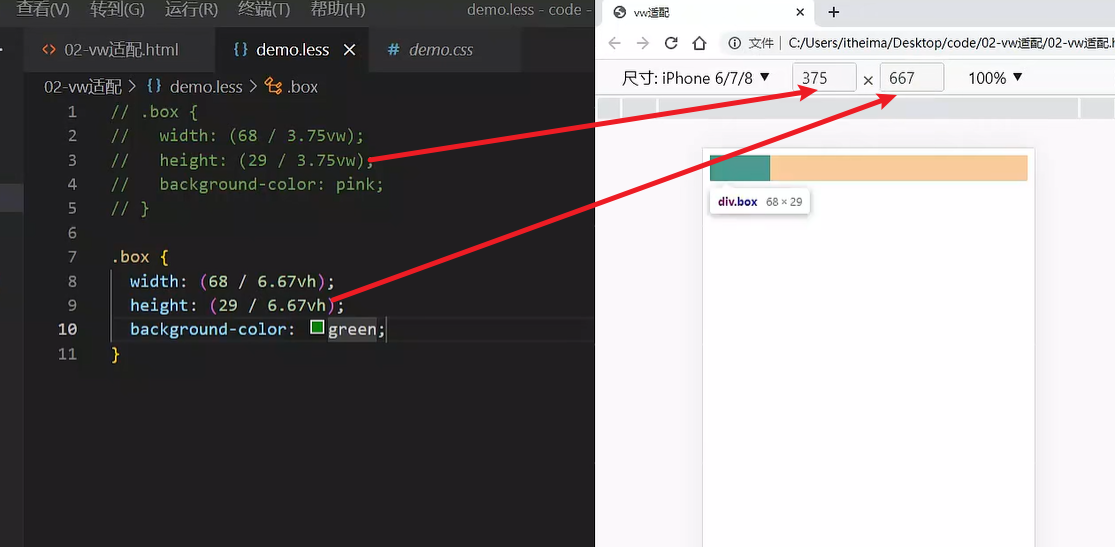 查看(V) 转到(G) 运行(R) 终端(T) 帮助(H) demo.less - code -
<> 02-vw适配.html {} demo.less × # demo.css
02-vw适配 > {} demo.less > .box
1 // .box {
2 //   width: (68 / 3.75vw);
3 //   height: (29 / 3.75vw);
4 //   background-color: pink;
5 // }
6
7 .box {
8   width: (68 / 6.67vh);
9   height: (29 / 6.67vh);
10   background-color: green;
11 }
vw适配 × +
文件 | C:/Users/itheima/Desktop/code/02-vw适配/02-vw适配.h
尺寸: iPhone 6/7/8 ▼ 375 × 667 100% ▼
div.box 68 × 29